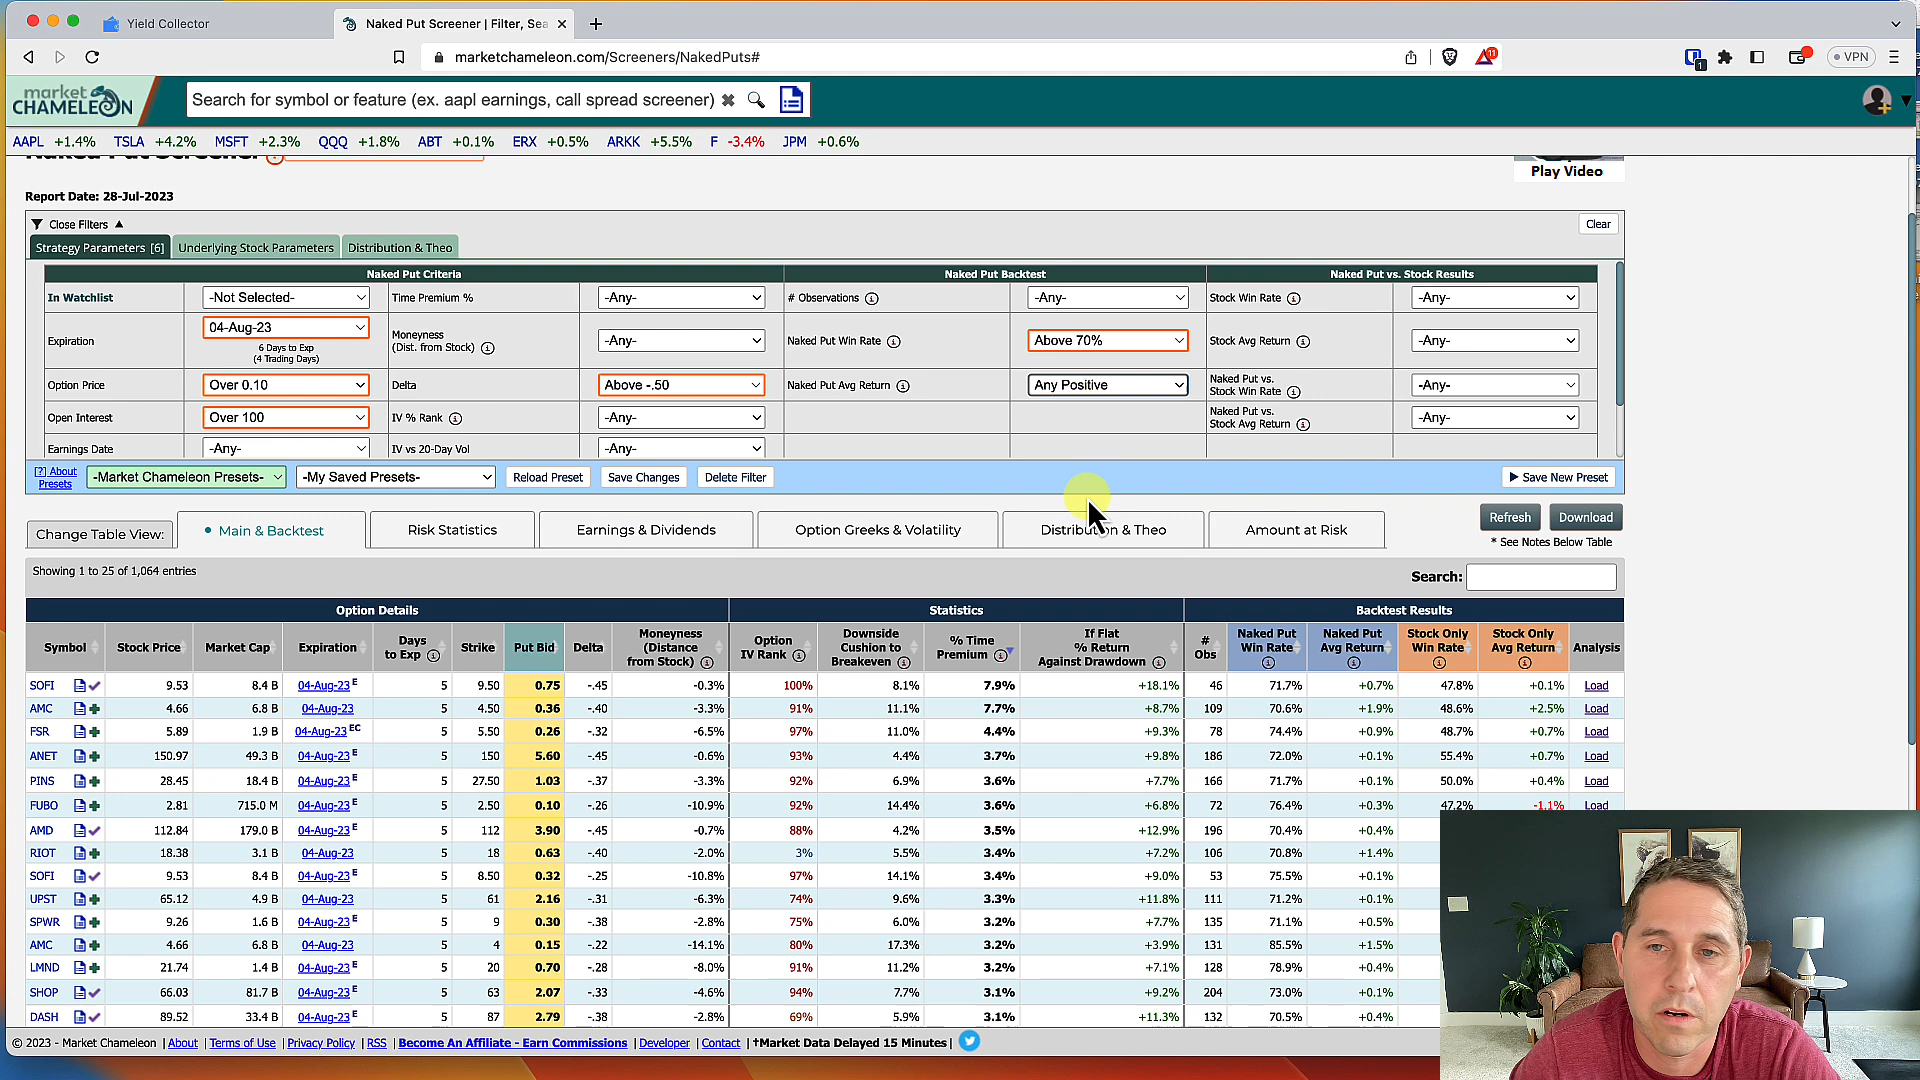 Yield Collector
Naked Put Screener | Filter, Sea
marketchameleon.com/Screeners/NakedPuts#
11
1
VPN
market CHAMELEON
Search for symbol or feature (ex. aapl earnings, call spread screener)
AAPL +1.4% TSLA +4.2% MSFT +2.3% QQQ +1.8% ABT +0.1% ERX +0.5% ARKK +5.5% F -3.4% JPM +0.6%
Naked Put Screener
Play Video
Report Date: 28-Jul-2023
Close Filters ▲
Clear
Strategy Parameters [6] Underlying Stock Parameters Distribution & Theo
Naked Put Criteria Naked Put Backtest Naked Put vs. Stock Results
In Watchlist -Not Selected- Time Premium % -Any- # Observations -Any- Stock Win Rate -Any-
Expiration 04-Aug-23 6 Days to Exp (4 Trading Days) Moneyness (Dist. from Stock) -Any- Naked Put Win Rate Above 70% Stock Avg Return -Any-
Option Price Over 0.10 Delta Above -.50 Naked Put Avg Return Any Positive Naked Put vs. Stock Win Rate -Any-
Open Interest Over 100 IV % Rank -Any- Naked Put vs. Stock Avg Return -Any-
Earnings Date -Any- IV vs 20-Day Vol -Any-
[?] About Presets -Market Chameleon Presets- -My Saved Presets- Reload Preset Save Changes Delete Filter ▶ Save New Preset
Change Table View: • Main & Backtest Risk Statistics Earnings & Dividends Option Greeks & Volatility Distribution & Theo Amount at Risk Refresh Download
* See Notes Below Table
Showing 1 to 25 of 1,064 entries
Search:
Option Details Statistics Backtest Results
Symbol Stock Price Market Cap Expiration Days to Exp Strike Put Bid Delta Moneyness (Distance from Stock) Option IV Rank Downside Cushion to Breakeven % Time Premium If Flat % Return Against Drawdown # Obs Naked Put Win Rate Naked Put Avg Return Stock Only Win Rate Stock Only Avg Return Analysis
SOFI 9.53 8.4 B 04-Aug-23 E 5 9.50 0.75 -.45 -0.3% 100% 8.1% 7.9% +18.1% 46 71.7% +0.7% 47.8% +0.1% Load
AMC 4.66 6.8 B 04-Aug-23 5 4.50 0.36 -.40 -3.3% 91% 11.1% 7.7% +8.7% 109 70.6% +1.9% 48.6% +2.5% Load
FSR 5.89 1.9 B 04-Aug-23 EC 5 5.50 0.26 -.32 -6.5% 97% 11.0% 4.4% +9.3% 78 74.4% +0.9% 48.7% +0.7% Load
ANET 150.97 49.3 B 04-Aug-23 E 5 150 5.60 -.45 -0.6% 93% 4.4% 3.7% +9.8% 186 72.0% +0.1% 55.4% +0.7% Load
PINS 28.45 18.4 B 04-Aug-23 E 5 27.50 1.03 -.37 -3.3% 92% 6.9% 3.6% +7.7% 166 71.7% +0.1% 50.0% +0.4% Load
FUBO 2.81 715.0 M 04-Aug-23 E 5 2.50 0.10 -.26 -10.9% 92% 14.4% 3.6% +6.8% 72 76.4% +0.3% 47.2% -1.1% Load
AMD 112.84 179.0 B 04-Aug-23 E 5 112 3.90 -.45 -0.7% 88% 4.2% 3.5% +12.9% 196 70.4% +0.4%
RIOT 18.38 3.1 B 04-Aug-23 5 18 0.63 -.40 -2.0% 3% 5.5% 3.4% +7.2% 106 70.8% +1.4%
SOFI 9.53 8.4 B 04-Aug-23 E 5 8.50 0.32 -.25 -10.8% 97% 14.1% 3.4% +9.0% 53 75.5% +0.1%
UPST 65.12 4.9 B 04-Aug-23 5 61 2.16 -.31 -6.3% 74% 9.6% 3.3% +11.8% 111 71.2% +0.1%
SPWR 9.26 1.6 B 04-Aug-23 E 5 9 0.30 -.38 -2.8% 75% 6.0% 3.2% +7.7% 135 71.1% +0.5%
AMC 4.66 6.8 B 04-Aug-23 5 4 0.15 -.22 -14.1% 80% 17.3% 3.2% +3.9% 131 85.5% +1.5%
LMND 21.74 1.4 B 04-Aug-23 E 5 20 0.70 -.28 -8.0% 91% 11.2% 3.2% +7.1% 128 78.9% +0.4%
SHOP 66.03 81.7 B 04-Aug-23 E 5 63 2.07 -.33 -4.6% 94% 7.7% 3.1% +9.2% 204 73.0% +0.1%
DASH 89.52 33.4 B 04-Aug-23 E 5 87 2.79 -.38 -2.8% 69% 5.9% 3.1% +11.3% 132 70.5% +0.4%
© 2023 - Market Chameleon | About | Terms of Use | Privacy Policy | RSS | Become An Affiliate - Earn Commissions | Developer | Contact | †Market Data Delayed 15 Minutes |